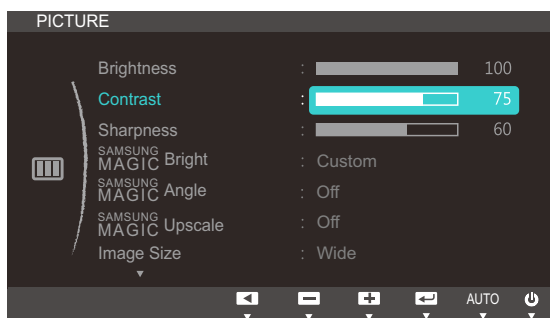 PICTURE
Brightness : 100
Contrast : 75
Sharpness : 60
SAMSUNG MAGIC Bright : Custom
SAMSUNG MAGIC Angle : Off
SAMSUNG MAGIC Upscale : Off
Image Size : Wide
AUTO